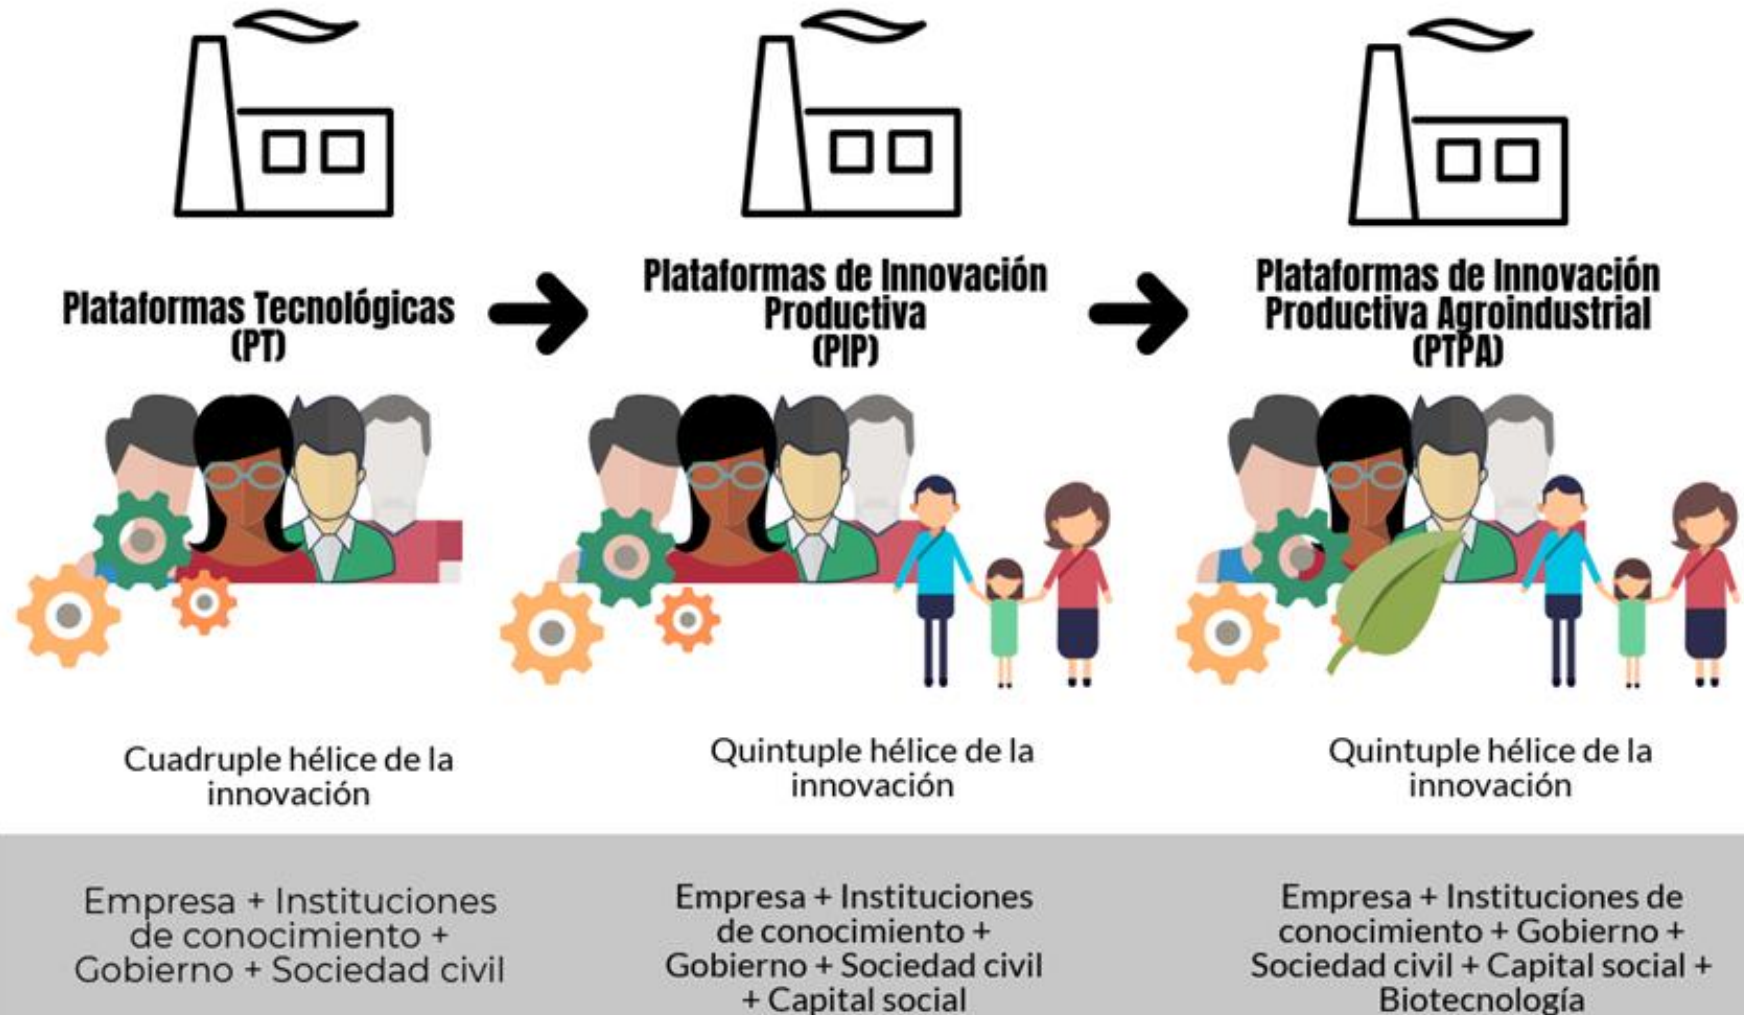 Plataformas Tecnológicas
(PT)
Plataformas de Innovación
Productiva
(PIP)
Plataformas de Innovación
Productiva Agroindustrial
(PTPA)
Cuadruple hélice de la
innovación
Quintuple hélice de la
innovación
Quintuple hélice de la
innovación
Empresa + Instituciones
de conocimiento +
Gobierno + Sociedad civil
Empresa + Instituciones
de conocimiento +
Gobierno + Sociedad civil
+ Capital social
Empresa + Instituciones de
conocimiento + Gobierno +
Sociedad civil + Capital social +
Biotecnología